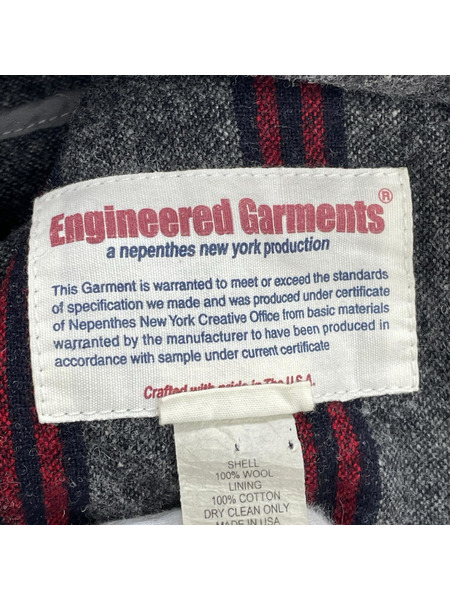 Engineered Garments®
a nepenthes new york production
This Garment is warranted to meet or exceed the standards
of specification we made and was produced under certificate
of Nepenthes New York Creative Office from basic materials
warranted by the manufacturer to have been produced in
accordance with sample under current certificate
Crafted with pride in The U.S.A.
L
SHELL
100% WOOL
LINING
100% COTTON
DRY CLEAN ONLY
MADE IN USA